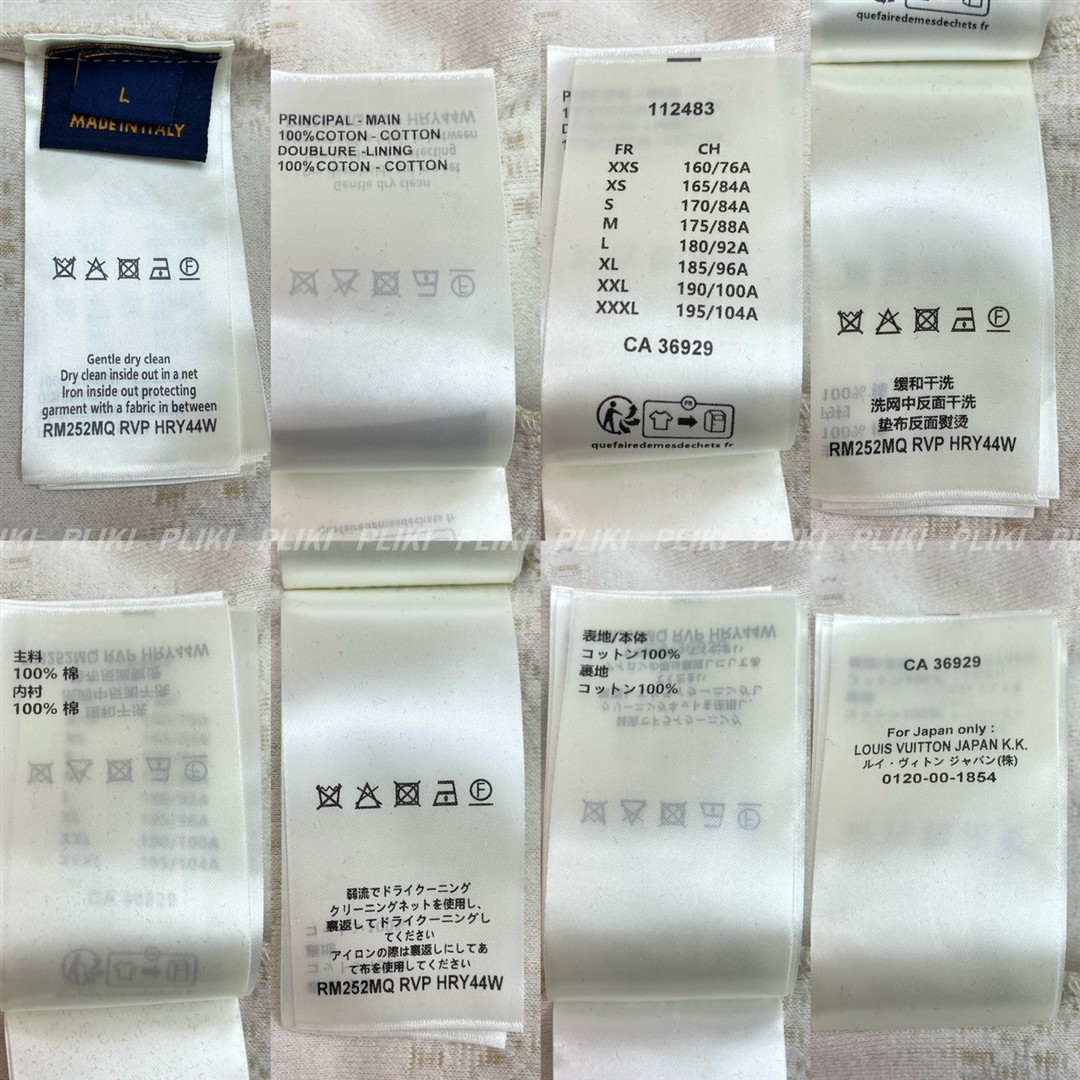 L
MADE IN ITALY
Gentle dry clean
Dry clean inside out in a net
Iron inside out protecting
garment with a fabric in between
RM252MQ RVP HRY44W
PRINCIPAL - MAIN
100%COTON - COTTON
DOUBLURE -LINING
100%COTON - COTTON
quefairedemesdechets fr
112483
FR CH
XXS 160/76A
XS 165/84A
S 170/84A
M 175/88A
L 180/92A
XL 185/96A
XXL 190/100A
XXXL 195/104A
CA 36929
FR
quefairedemesdechets fr
quefairedemesdechets fr
缓和干洗
洗网中反面干洗
垫布反面熨烫
RM252MQ RVP HRY44W
PLIKI PLIKI PLIKI PLIKI PLIKI PLIKI PLIKI PLIKI PLIKI PLIKI
主料
100% 棉
内衬
100% 棉
弱流でドライクーニング
クリーニングネットを使用し、
裏返してドライクーニングし
てください
アイロンの際は裏返しにしてあ
て布を使用してください
RM252MQ RVP HRY44W
表地/本体
コットン100%
裏地
コットン100%
CA 36929
For Japan only :
LOUIS VUITTON JAPAN K.K.
ルイ・ヴィトン ジャパン(株)
0120-00-1854